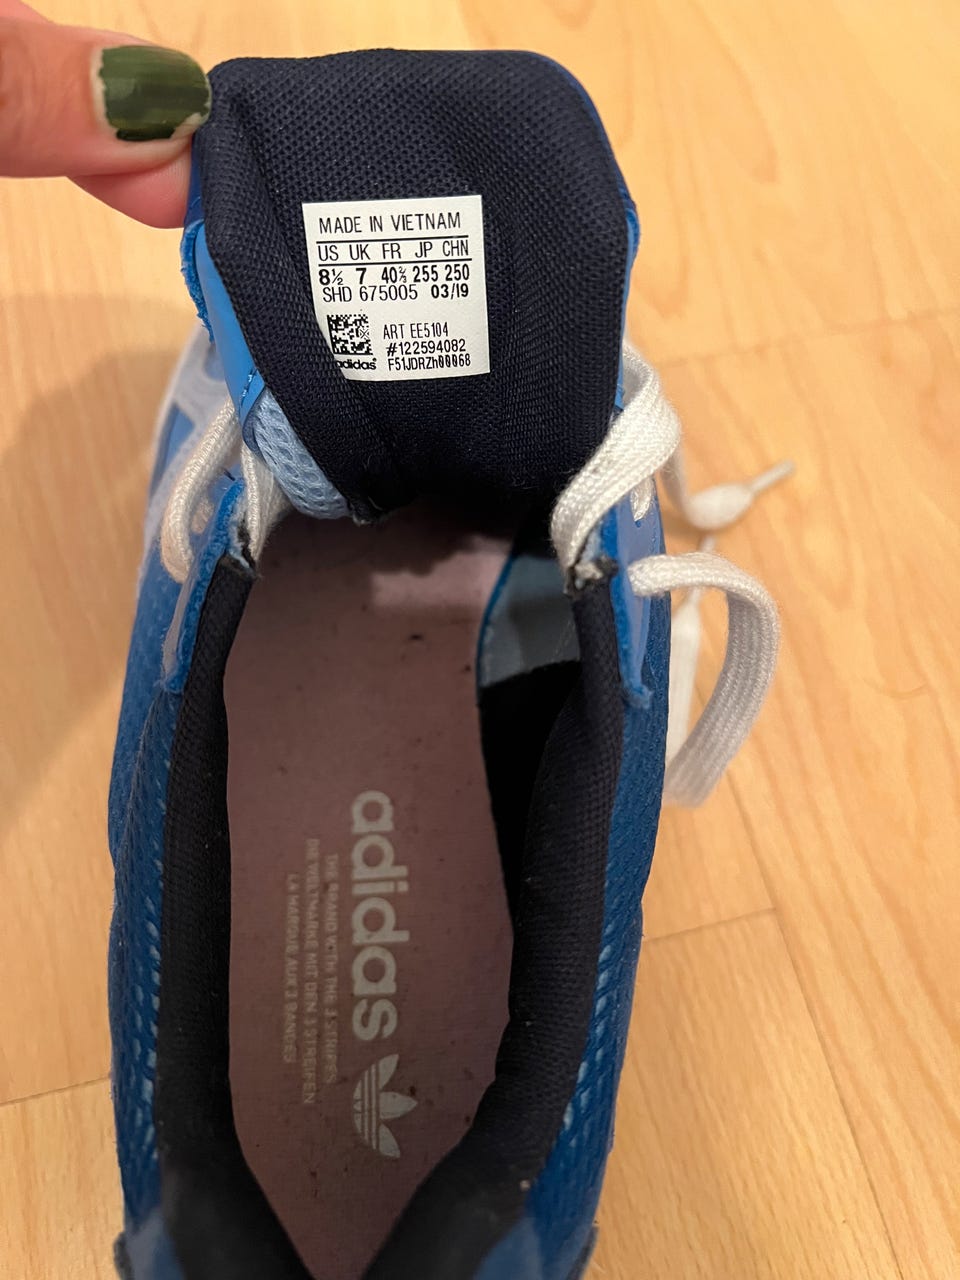 MADE IN VIETNAM
US UK FR JP CHN
8½ 7 40⅔ 255 250
SHD 675005 03/19
ART EE5104
#122594082
adidas® F51JDRZh00068
adidas
THE BRAND WITH THE 3 STRIPES
DIE WELTMARKE MIT DEN 3 STREIFEN
LA MARQUE AUX 3 BANDES